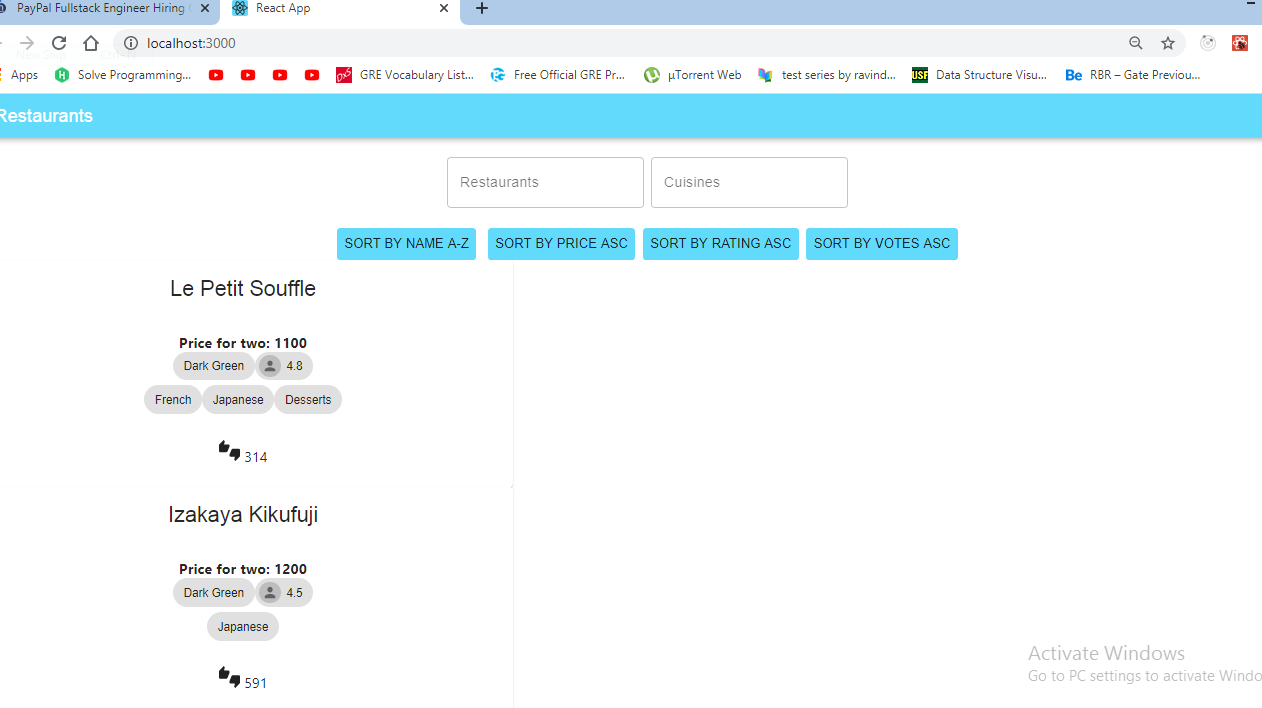 PayPal Fullstack Engineer Hiring
React App
localhost:3000
Apps
Solve Programming...
GRE Vocabulary List...
Free Official GRE Pr...
µTorrent Web
test series by ravind...
USF
Data Structure Visu...
Be
RBR – Gate Previou...
Restaurants
Restaurants
Cuisines
SORT BY NAME A-Z
SORT BY PRICE ASC
SORT BY RATING ASC
SORT BY VOTES ASC
Le Petit Souffle
Price for two: 1100
Dark Green
4.8
French
Japanese
Desserts
314
Izakaya Kikufuji
Price for two: 1200
Dark Green
4.5
Japanese
591
Activate Windows
Go to PC settings to activate Windo